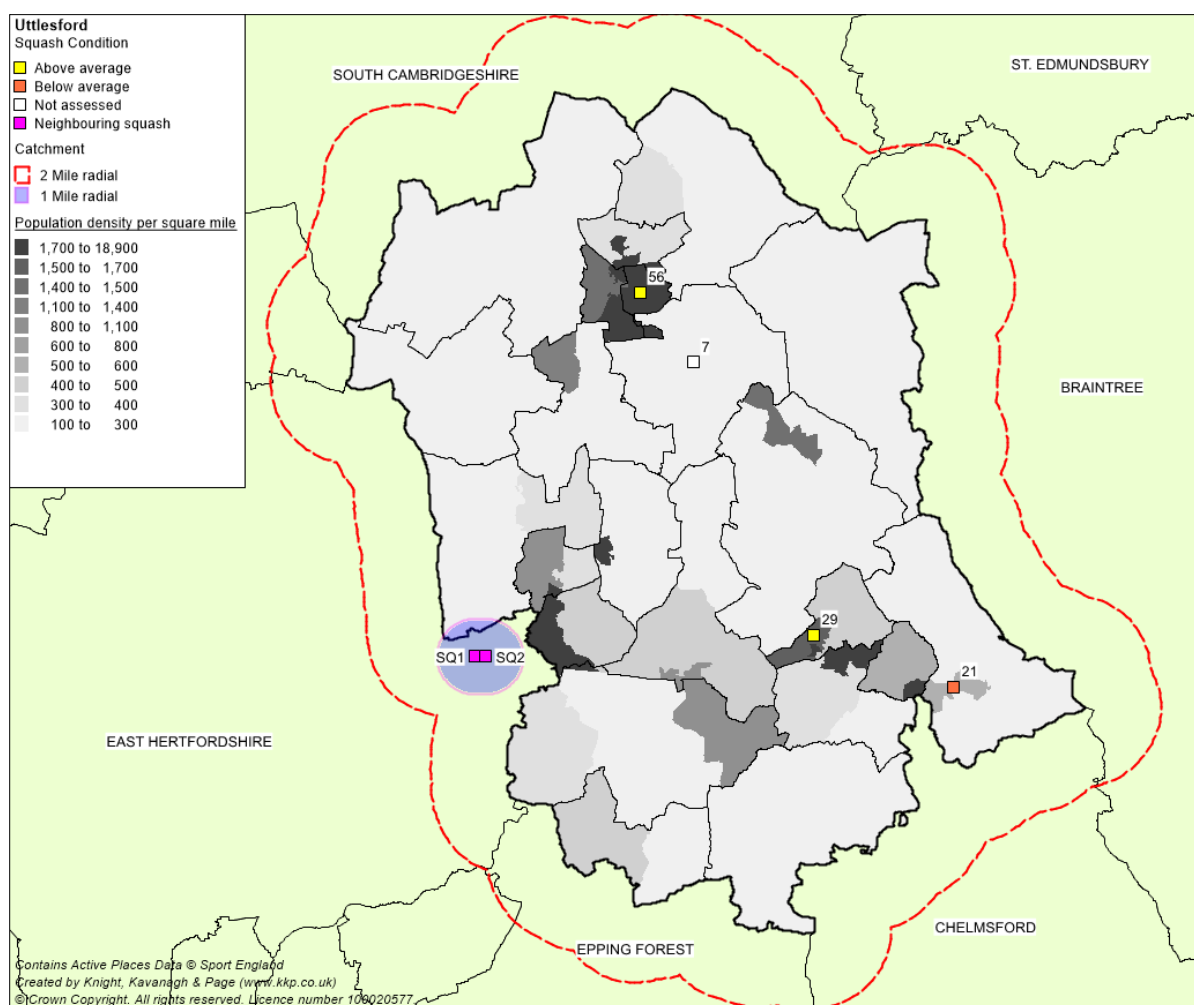 Uttlesford
Squash Condition
Above average
Below average
Not assessed
Neighbouring squash
Catchment
2 Mile radial
1 Mile radial
Population density per square mile
1,700 to 18,900
1,500 to 1,700
1,400 to 1,500
1,100 to 1,400
800 to 1,100
600 to 800
500 to 600
400 to 500
300 to 400
100 to 300
SOUTH CAMBRIDGESHIRE
ST. EDMUNDSBURY
56
7
BRAINTREE
29
SQ1
SQ2
21
EAST HERTFORDSHIRE
CHELMSFORD
EPPING FOREST
Contains Active Places Data © Sport England
Created by Knight, Kavanagh & Page (www.kkp.co.uk)
© Crown Copyright. All rights reserved. Licence number 100020577.